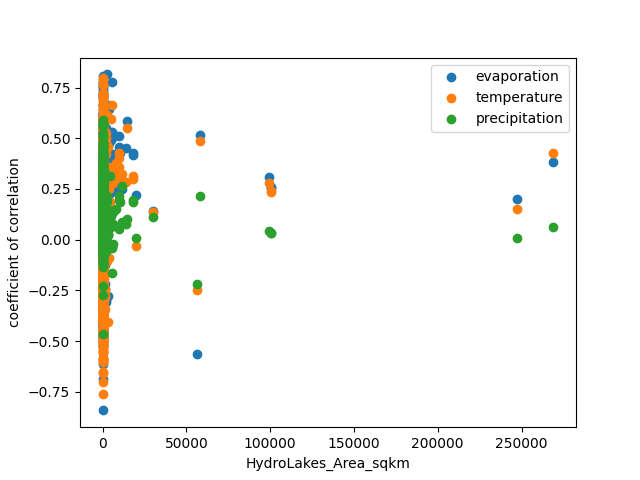 evaporation
temperature
precipitation
0.75
0.50
0.25
0.00
−0.25
−0.50
−0.75
coefficient of correlation
0 50000 100000 150000 200000 250000
HydroLakes_Area_sqkm